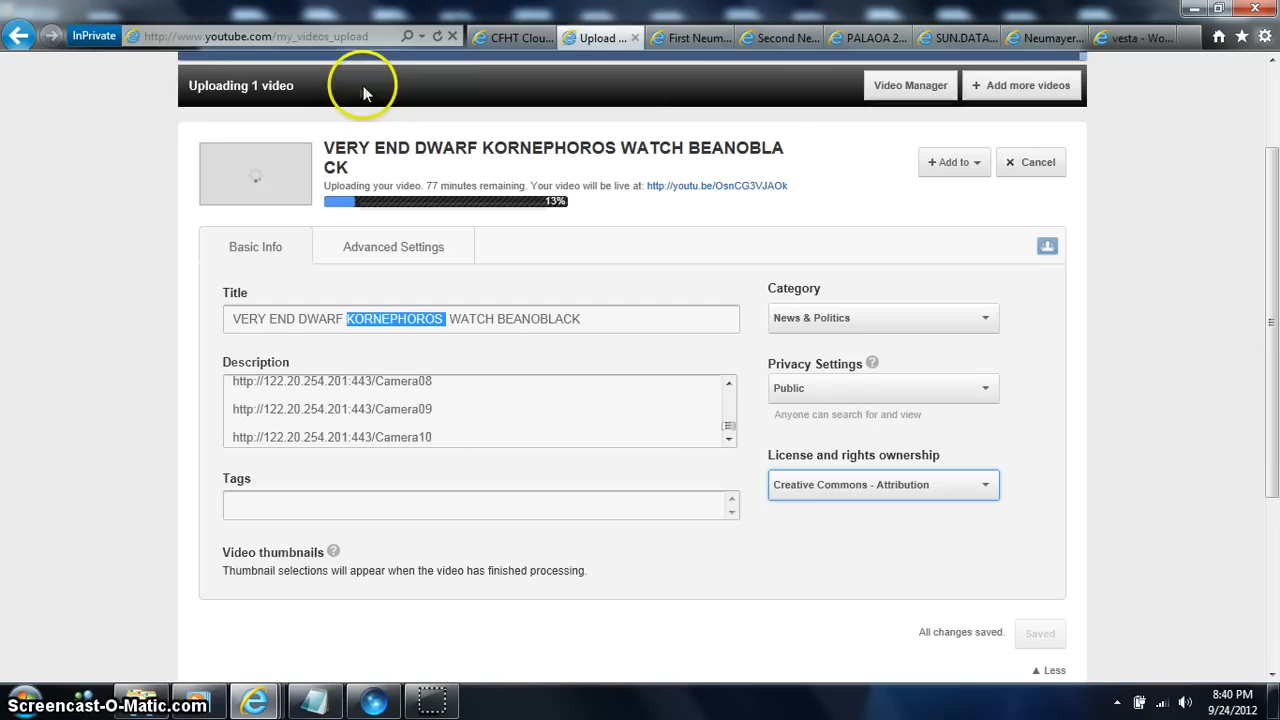 InPrivate
http://www.youtube.com/my_videos_upload
CFHT Clou...
Upload ...
First Neum...
Second Ne...
PALAOA 2...
SUN.DATA...
Neumayer...
vesta - Wo...
Uploading 1 video
Video Manager
+ Add more videos
VERY END DWARF KORNEPHOROS WATCH BEANOBLA
CK
+ Add to
× Cancel
Uploading your video. 77 minutes remaining. Your video will be live at: http://youtu.be/OsnCG3VJAOk
13%
Basic Info
Advanced Settings
Title
VERY END DWARF KORNEPHOROS WATCH BEANOBLACK
Category
News & Politics
Description
http://122.20.254.201:443/Camera08
http://122.20.254.201:443/Camera09
http://122.20.254.201:443/Camera10
Privacy Settings ?
Public
Anyone can search for and view
License and rights ownership
Creative Commons - Attribution
Tags
Video thumbnails ?
Thumbnail selections will appear when the video has finished processing.
All changes saved.
Saved
Less
8:40 PM
9/24/2012
Screencast-O-Matic.com